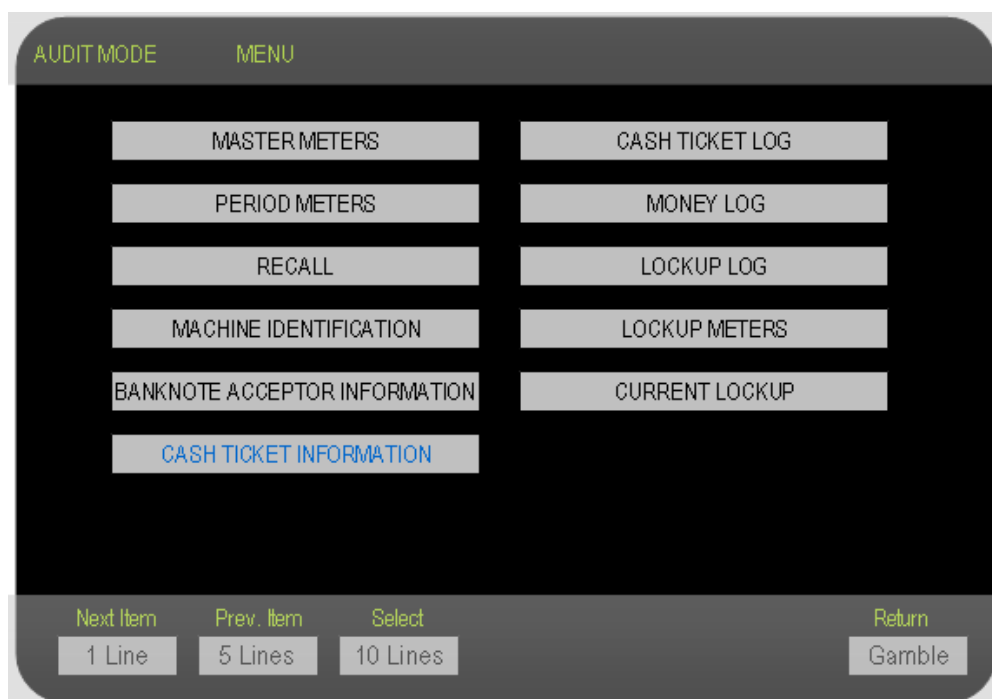 AUDIT MODE MENU
MASTER METERS
PERIOD METERS
RECALL
MACHINE IDENTIFICATION
BANKNOTE ACCEPTOR INFORMATION
CASH TICKET INFORMATION
CASH TICKET LOG
MONEY LOG
LOCKUP LOG
LOCKUP METERS
CURRENT LOCKUP
Next Item Prev. Item Select Return
1 Line 5 Lines 10 Lines Gamble